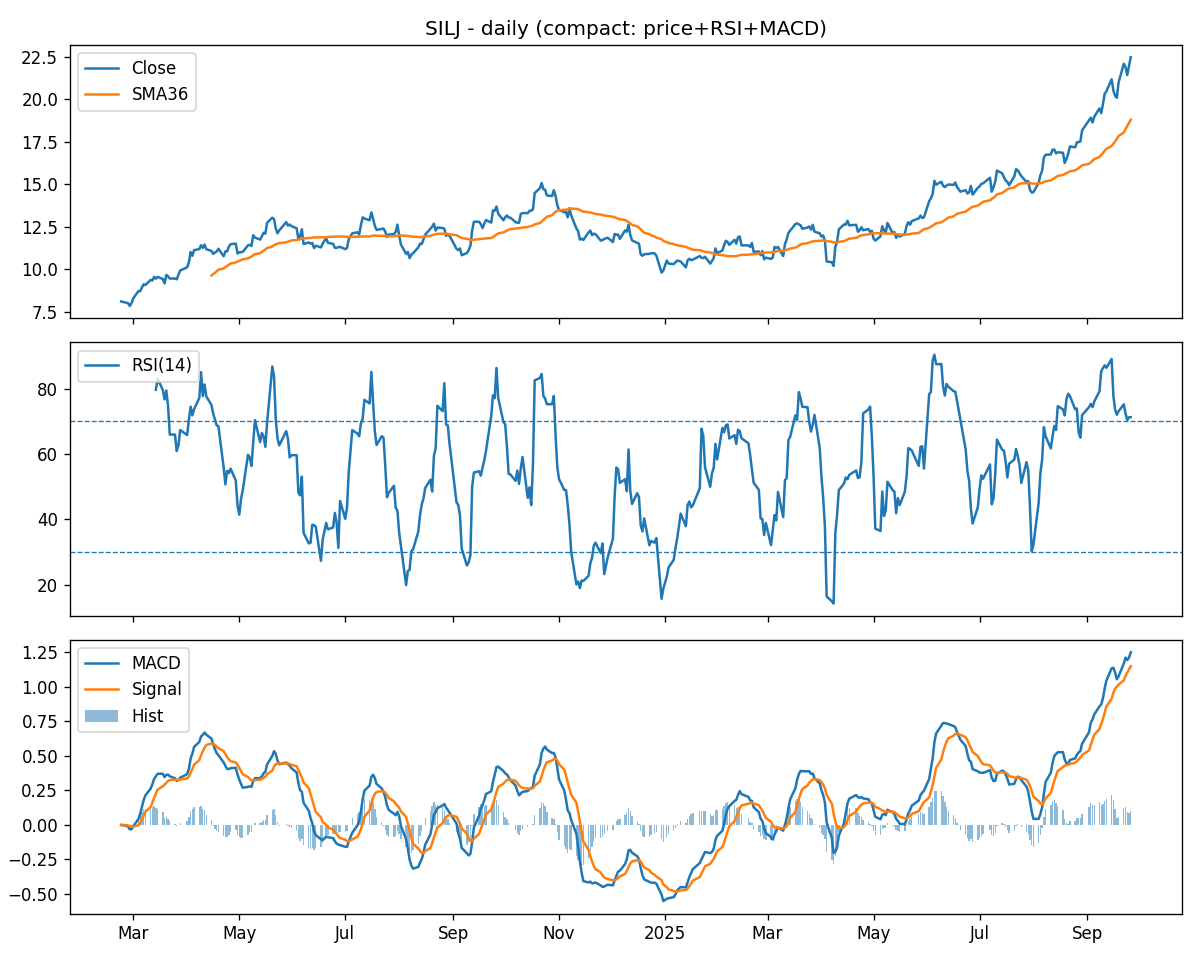 SILJ - daily (compact: price+RSI+MACD)
Close
SMA36
22.5
20.0
17.5
15.0
12.5
10.0
7.5
RSI(14)
80
60
40
20
MACD
Signal
Hist
1.25
1.00
0.75
0.50
0.25
0.00
−0.25
−0.50
Mar May Jul Sep Nov 2025 Mar May Jul Sep